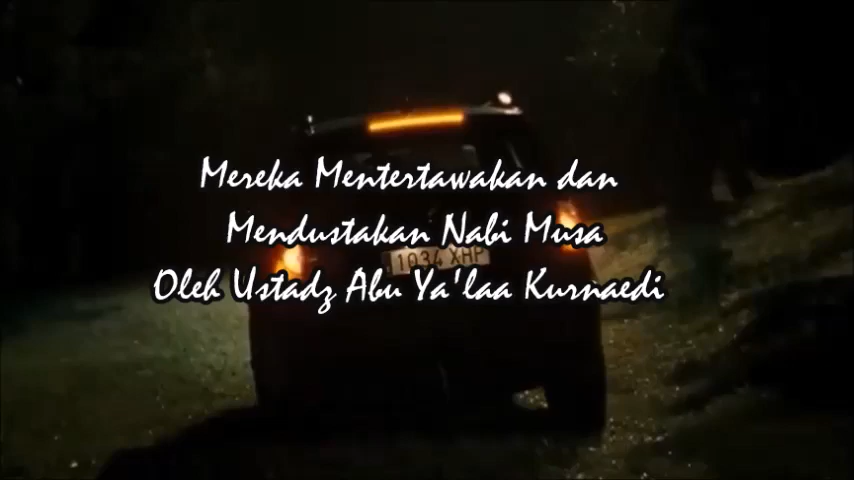 Mereka Mentertawakan dan
Mendustakan Nabi Musa
1034 XHP
Oleh Ustadz Abu Ya'laa Kurnaedi